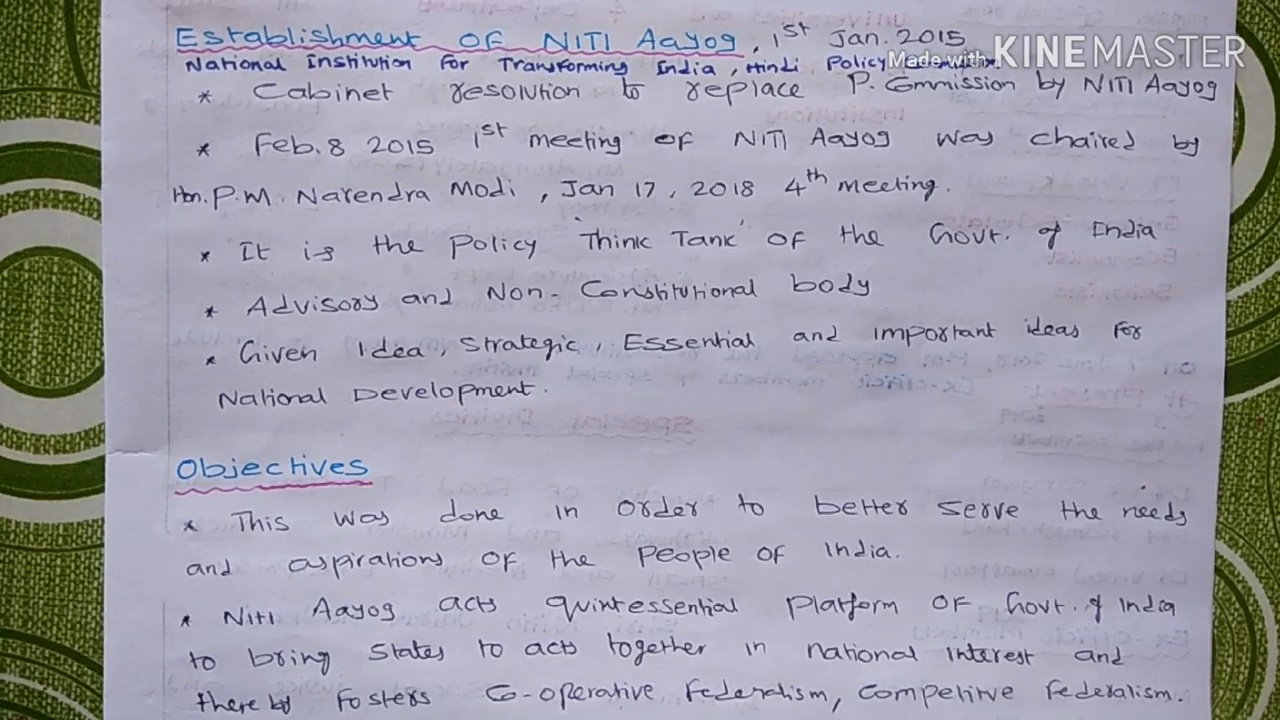 Establishment OF NITI Aayog, 1st Jan. 2015
Made with KINEMASTER
National Institution for Transforming India, Hindi Policy
* Cabinet resolution to replace P. Commission by NITI Aayog
* Feb. 8 2015 1st meeting of NITI Aayog was chaired by
Hon. P.M. Narendra Modi, Jan 17, 2018 4th meeting.
* It is the Policy 'Think Tank' of the Govt. of India
* Advisory and Non-Constitutional body
* Given Idea, Strategic, Essential and important ideas for
National Development.
Objectives
* This was done in order to better serve the needs
and aspirations of the People of India.
* Niti Aayog acts quintessential Platform of Govt. of India
to bring States to acts together in national interest and
there by Fosters Co-operative Federalism, Competitve Federalism.